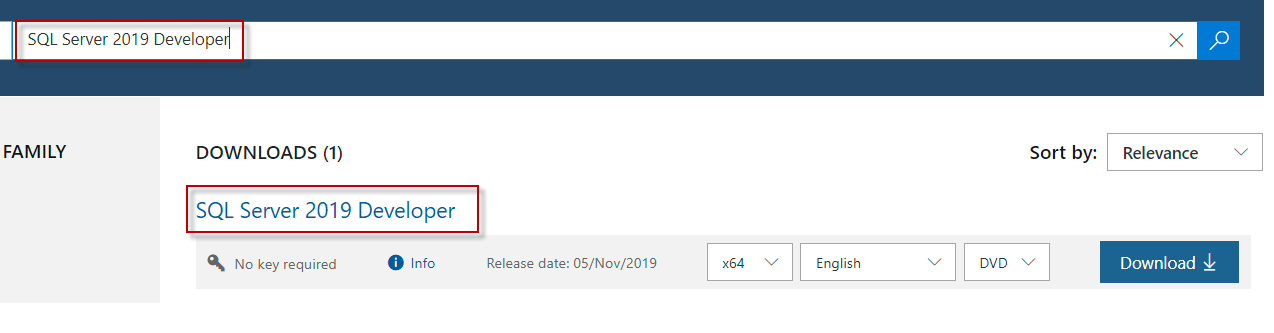 SQL Server 2019 Developer
FAMILY
DOWNLOADS (1)
Sort by: Relevance
SQL Server 2019 Developer
No key required Info Release date: 05/Nov/2019 x64 English DVD Download